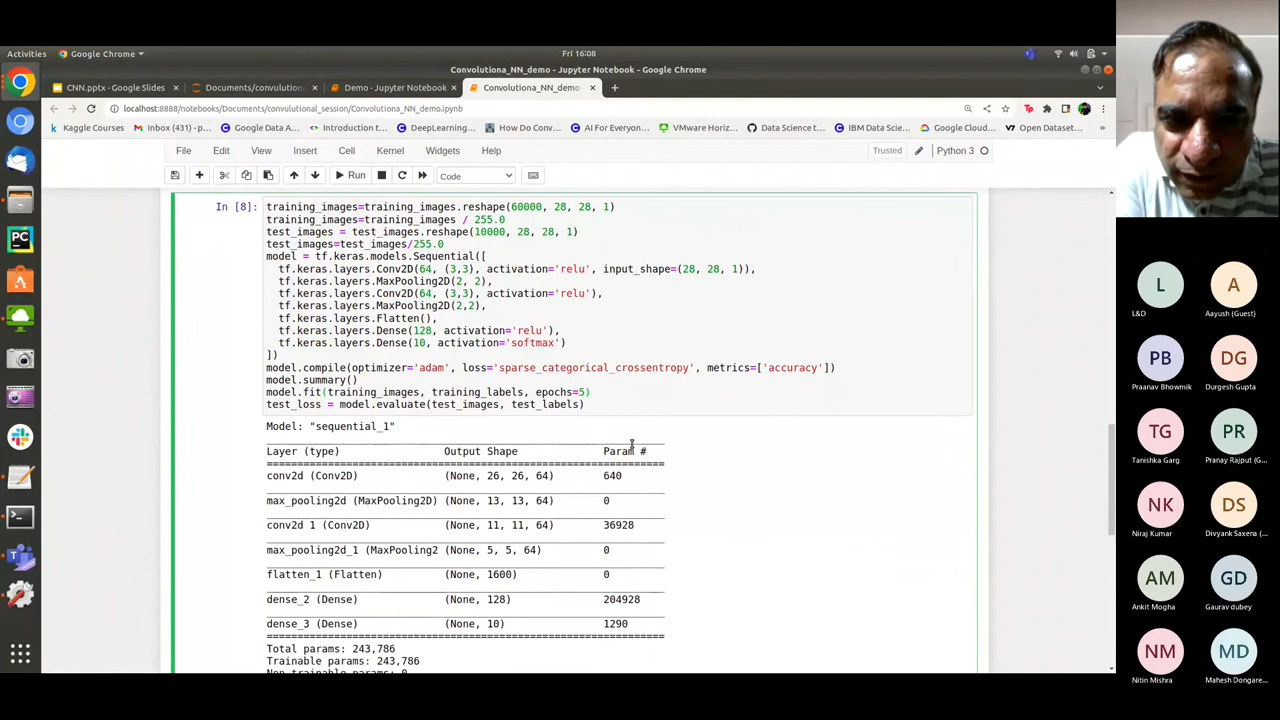 Activities
Google Chrome
Fri 16:08
Convolutiona_NN_demo - Jupyter Notebook - Google Chrome
CNN.pptx - Google Slides
Documents/convolution
Demo - Jupyter Notebook
Convolutiona_NN_demo
localhost:8888/notebooks/Documents/convulutional_session/Convolutiona_NN_demo.ipynb
Kaggle Courses
Inbox (431) - p...
Google Data A...
Introduction t...
DeepLearning...
How Do Conv...
AI For Everyon...
VMware Horiz...
Data Science t...
IBM Data Scie...
Google Cloud...
Open Dataset...
File Edit View Insert Cell Kernel Widgets Help
Trusted
Python 3
Run
Code
In [8]:
training_images=training_images.reshape(60000, 28, 28, 1)
training_images=training_images / 255.0
test_images = test_images.reshape(10000, 28, 28, 1)
test_images=test_images/255.0
model = tf.keras.models.Sequential([
tf.keras.layers.Conv2D(64, (3,3), activation='relu', input_shape=(28, 28, 1)),
tf.keras.layers.MaxPooling2D(2, 2),
tf.keras.layers.Conv2D(64, (3,3), activation='relu'),
tf.keras.layers.MaxPooling2D(2,2),
tf.keras.layers.Flatten(),
tf.keras.layers.Dense(128, activation='relu'),
tf.keras.layers.Dense(10, activation='softmax')
])
model.compile(optimizer='adam', loss='sparse_categorical_crossentropy', metrics=['accuracy'])
model.summary()
model.fit(training_images, training_labels, epochs=5)
test_loss = model.evaluate(test_images, test_labels)
Model: "sequential_1"
Layer (type) Output Shape Param #
conv2d (Conv2D) (None, 26, 26, 64) 640
max_pooling2d (MaxPooling2D) (None, 13, 13, 64) 0
conv2d_1 (Conv2D) (None, 11, 11, 64) 36928
max_pooling2d_1 (MaxPooling2 (None, 5, 5, 64) 0
flatten_1 (Flatten) (None, 1600) 0
dense_2 (Dense) (None, 128) 204928
dense_3 (Dense) (None, 10) 1290
Total params: 243,786
Trainable params: 243,786
Non-trainable params: 0
L
L&D
A
Aayush (Guest)
PB
Praanav Bhowmik
DG
Durgesh Gupta
TG
Tanishka Garg
PR
Pranay Rajput (G...
NK
Niraj Kumar
DS
Divyank Saxena (...
AM
Ankit Mogha
GD
Gaurav dubey
NM
Nitin Mishra
MD
Mahesh Dongare...